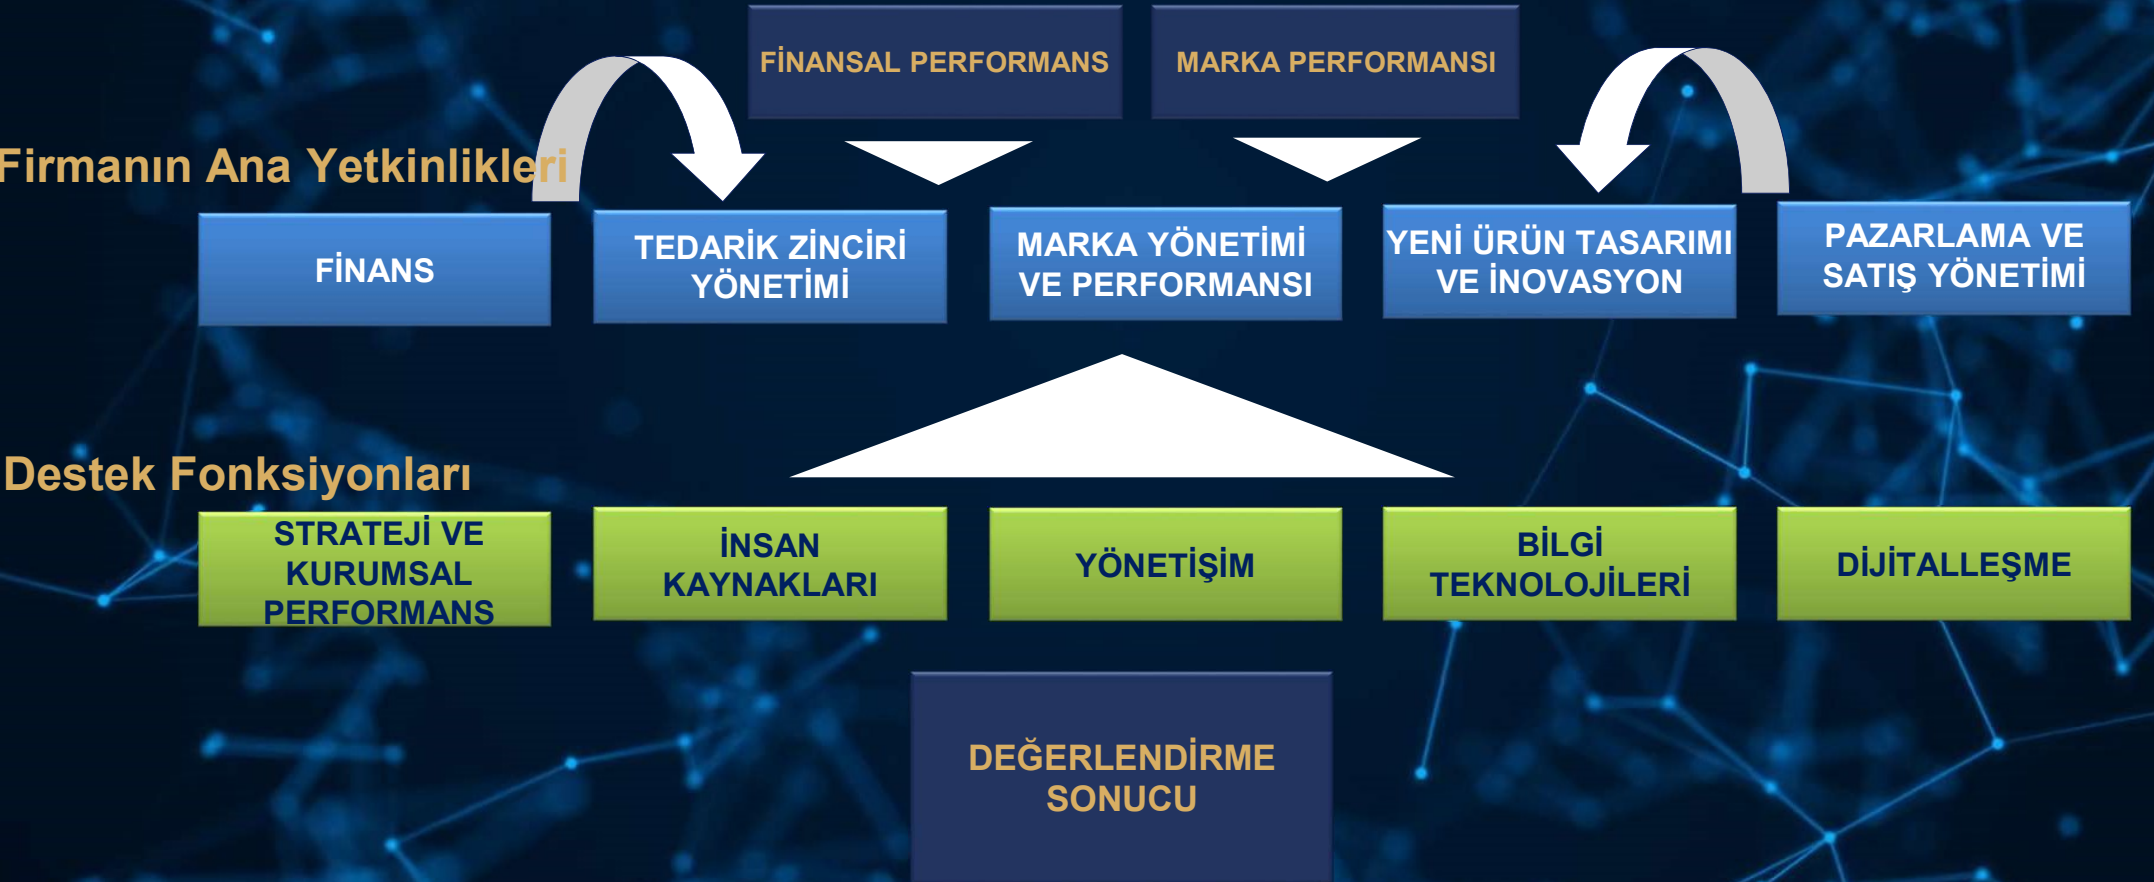 FİNANSAL PERFORMANS
MARKA PERFORMANSI
Firmanın Ana Yetkinlikleri
FİNANS
TEDARİK ZİNCİRİ
YÖNETİMİ
MARKA YÖNETİMİ
VE PERFORMANSI
YENİ ÜRÜN TASARIMI
VE İNOVASYON
PAZARLAMA VE
SATIŞ YÖNETİMİ
Destek Fonksiyonları
STRATEJİ VE
KURUMSAL
PERFORMANS
İNSAN
KAYNAKLARI
YÖNETİŞİM
BİLGİ
TEKNOLOJİLERİ
DİJİTALLEŞME
DEĞERLENDİRME
SONUCU